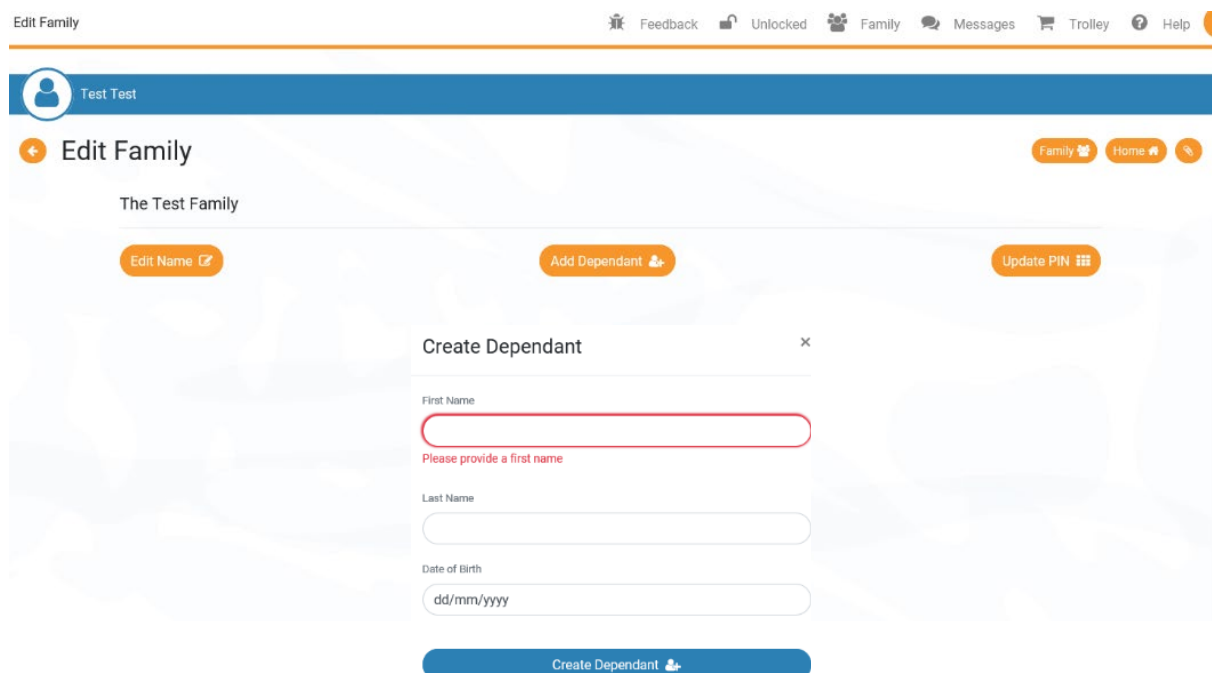 Edit Family Feedback Unlocked Family Messages Trolley Help
Test Test
Edit Family Family Home
The Test Family
Edit Name Add Dependant Update PIN
Create Dependant ×
First Name
Please provide a first name
Last Name
Date of Birth
dd/mm/yyyy
Create Dependant